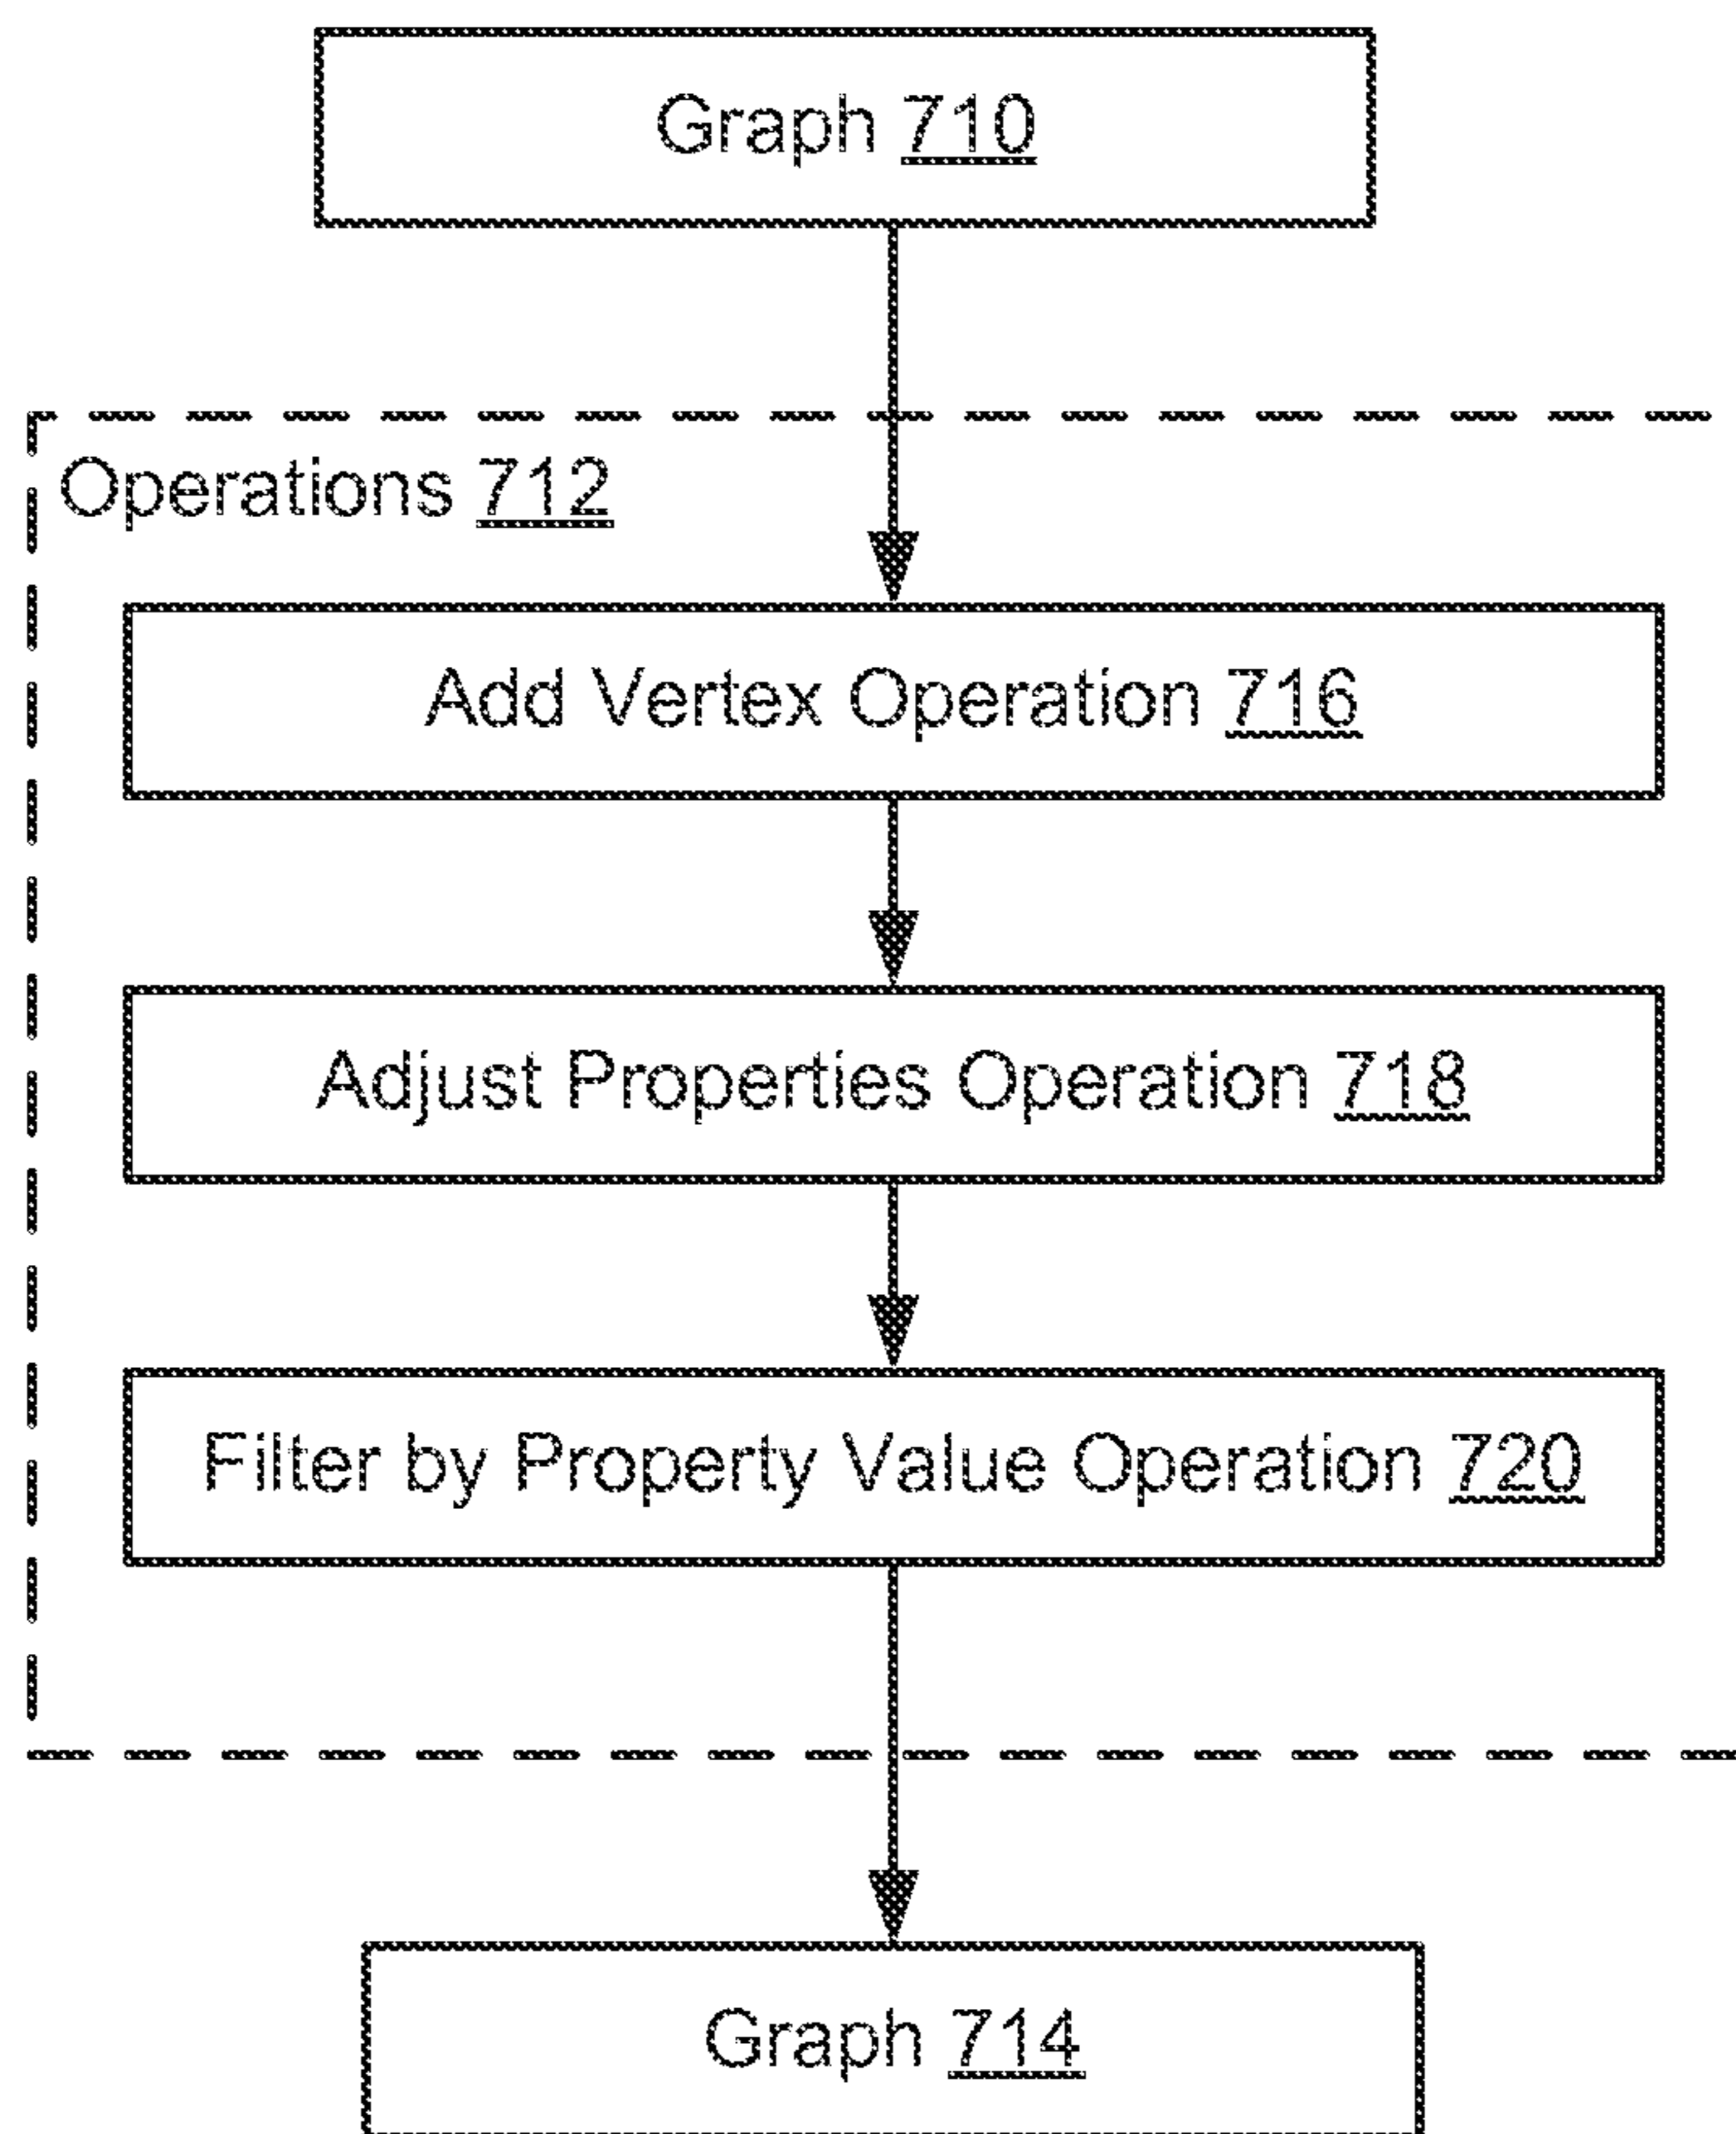 Graph 710
Operations 712
Add Vertex Operation 716
Adjust Properties Operation 718
Filter by Property Value Operation 720
Graph 714